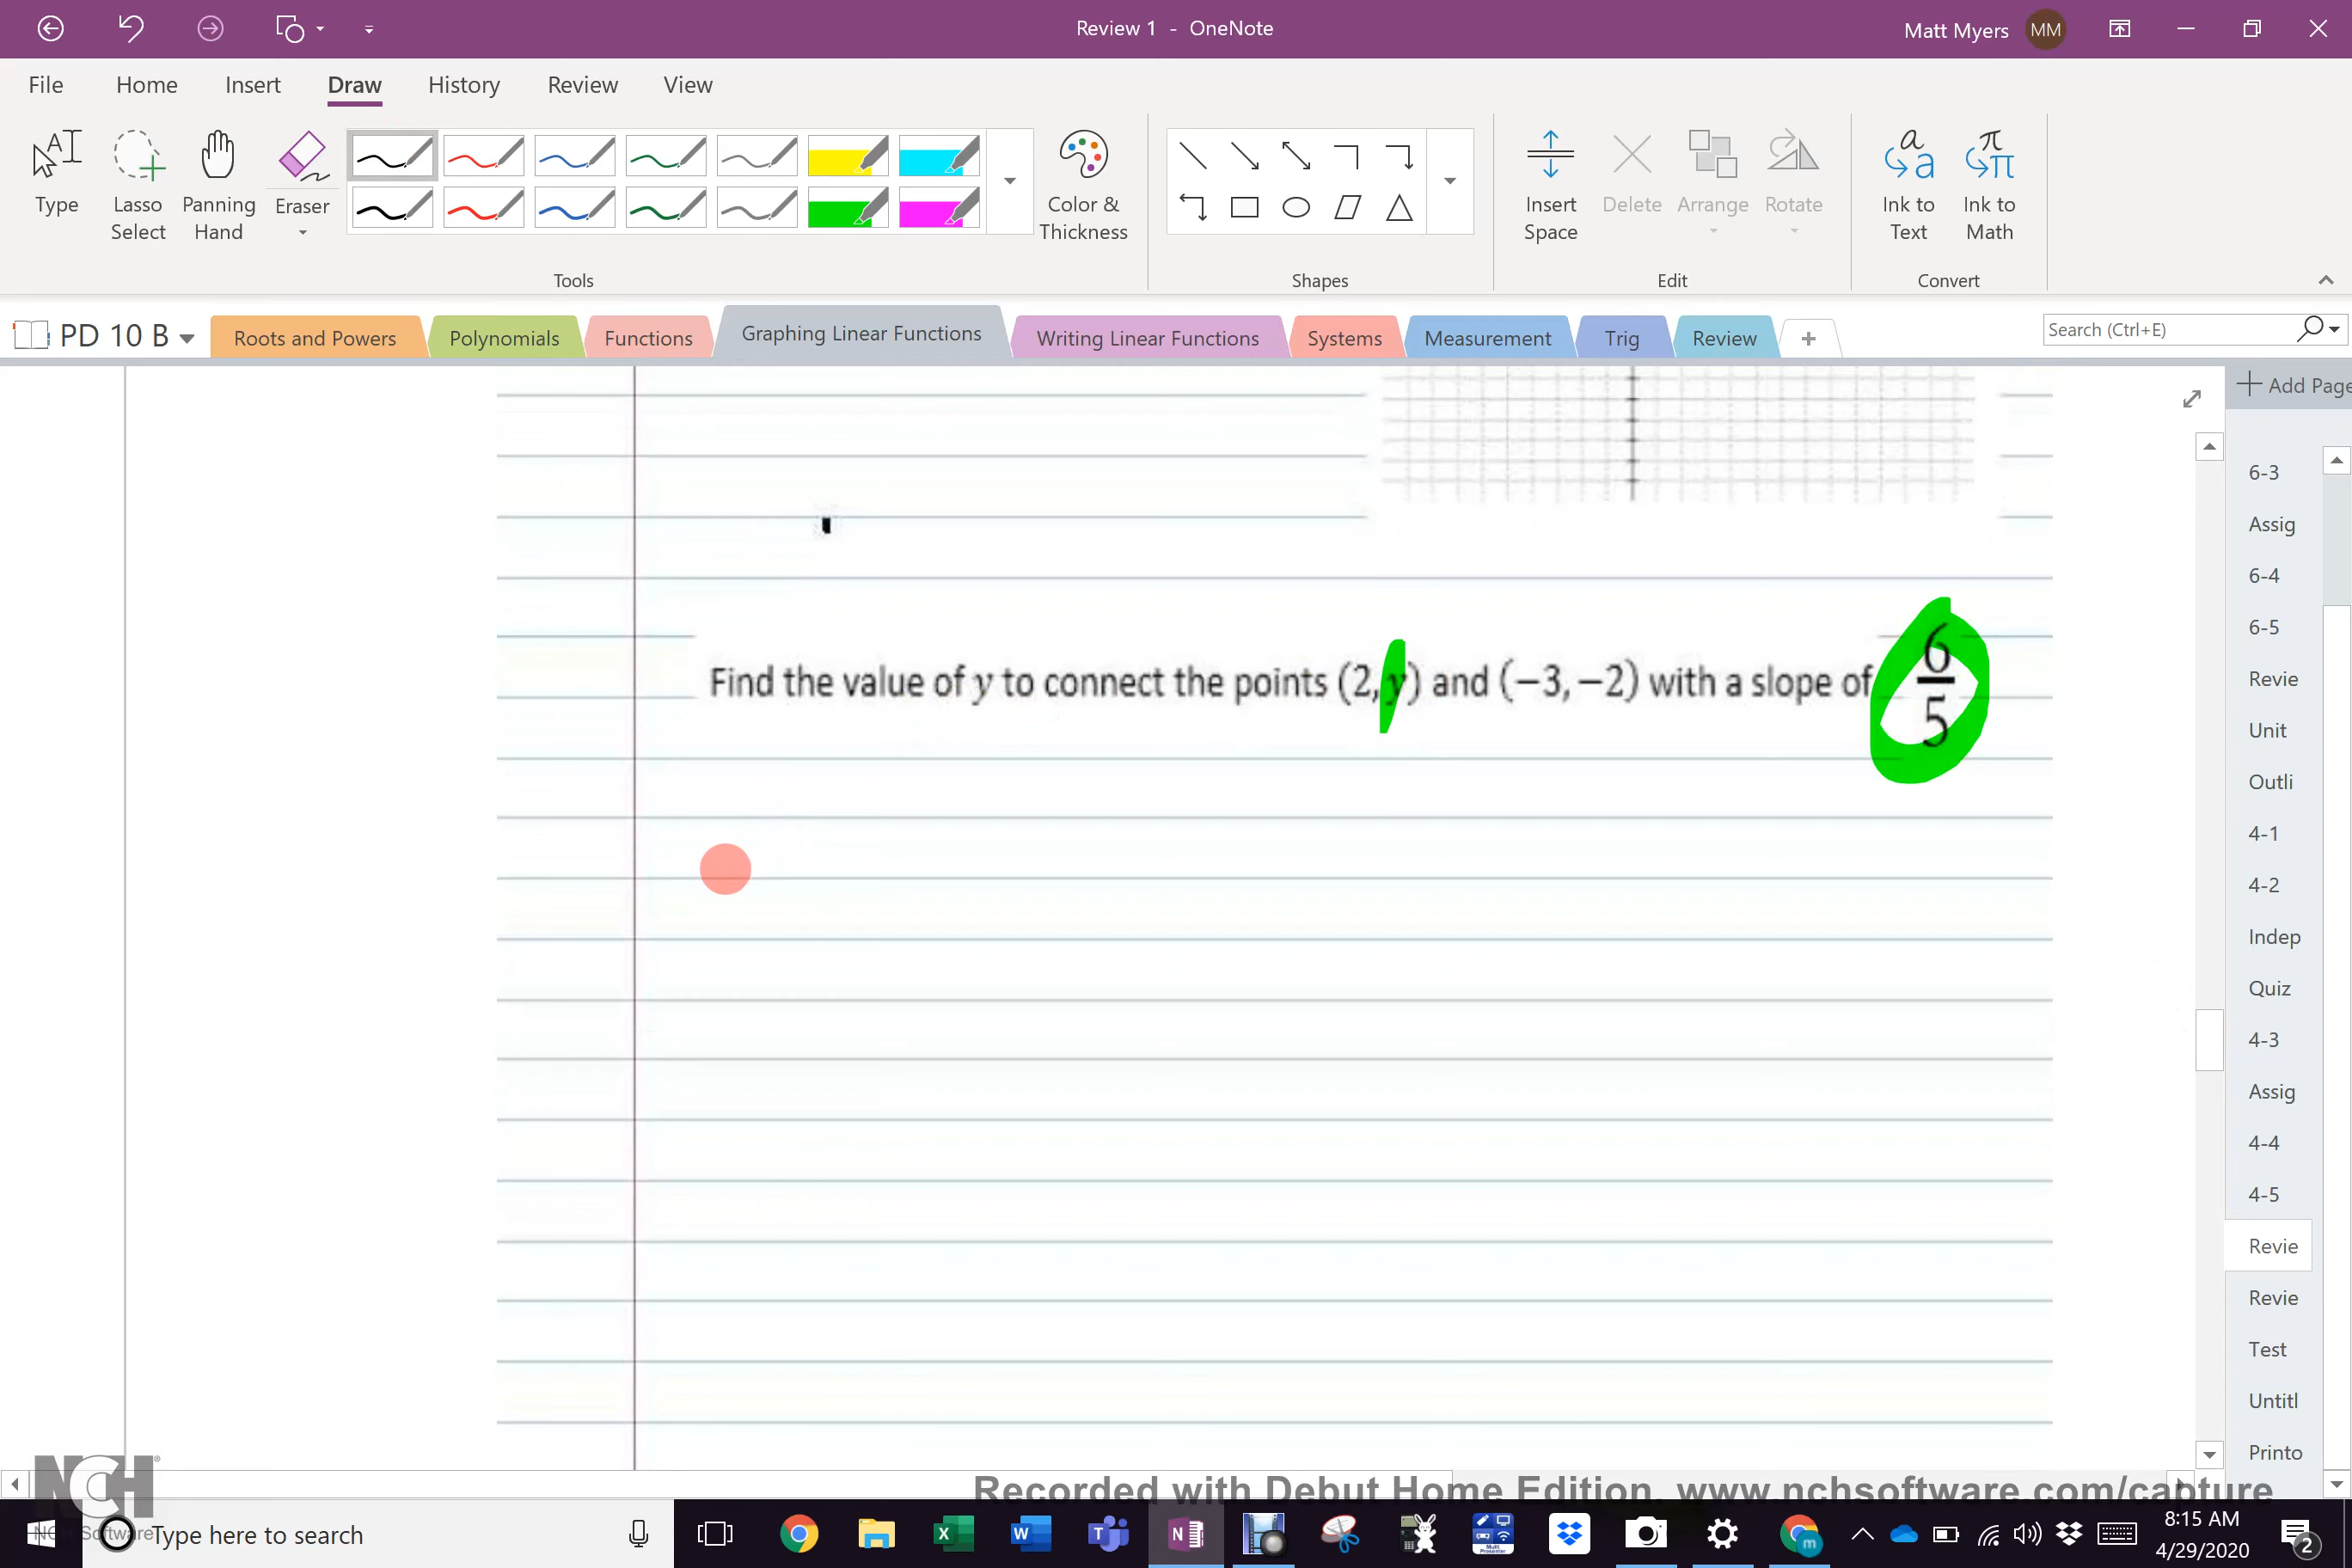 Review 1 - OneNote
Matt Myers MM
File Home Insert Draw History Review View
Type
Lasso Select
Panning Hand
Eraser
Color & Thickness
Insert Space
Delete
Arrange
Rotate
Ink to Text
Ink to Math
Tools
Shapes
Edit
Convert
PD 10 B
Roots and Powers
Polynomials
Functions
Graphing Linear Functions
Writing Linear Functions
Systems
Measurement
Trig
Review
Search (Ctrl+E)
Add Page
6-3
Assig
6-4
6-5
Revie
Unit
Outli
4-1
4-2
Indep
Quiz
4-3
Assig
4-4
4-5
Revie
Revie
Test
Untitl
Printo
Find the value of y to connect the points (2, y) and (−3, −2) with a slope of 6/5
NCH
NCH Software
Recorded with Debut Home Edition. www.nchsoftware.com/capture
Type here to search
8:15 AM
4/29/2020
2